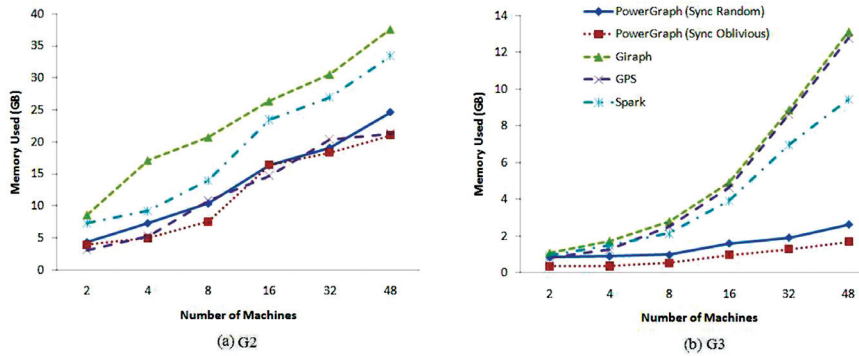 40
35
30
25
20
15
10
5
0
Memory Used (GB)
2 4 8 16 32 48
Number of Machines
(a) G2
PowerGraph (Sync Random)
PowerGraph (Sync Oblivious)
Giraph
GPS
Spark
14
12
10
8
6
4
2
0
Memory Used (GB)
2 4 8 16 32 48
Number of Machines
(b) G3